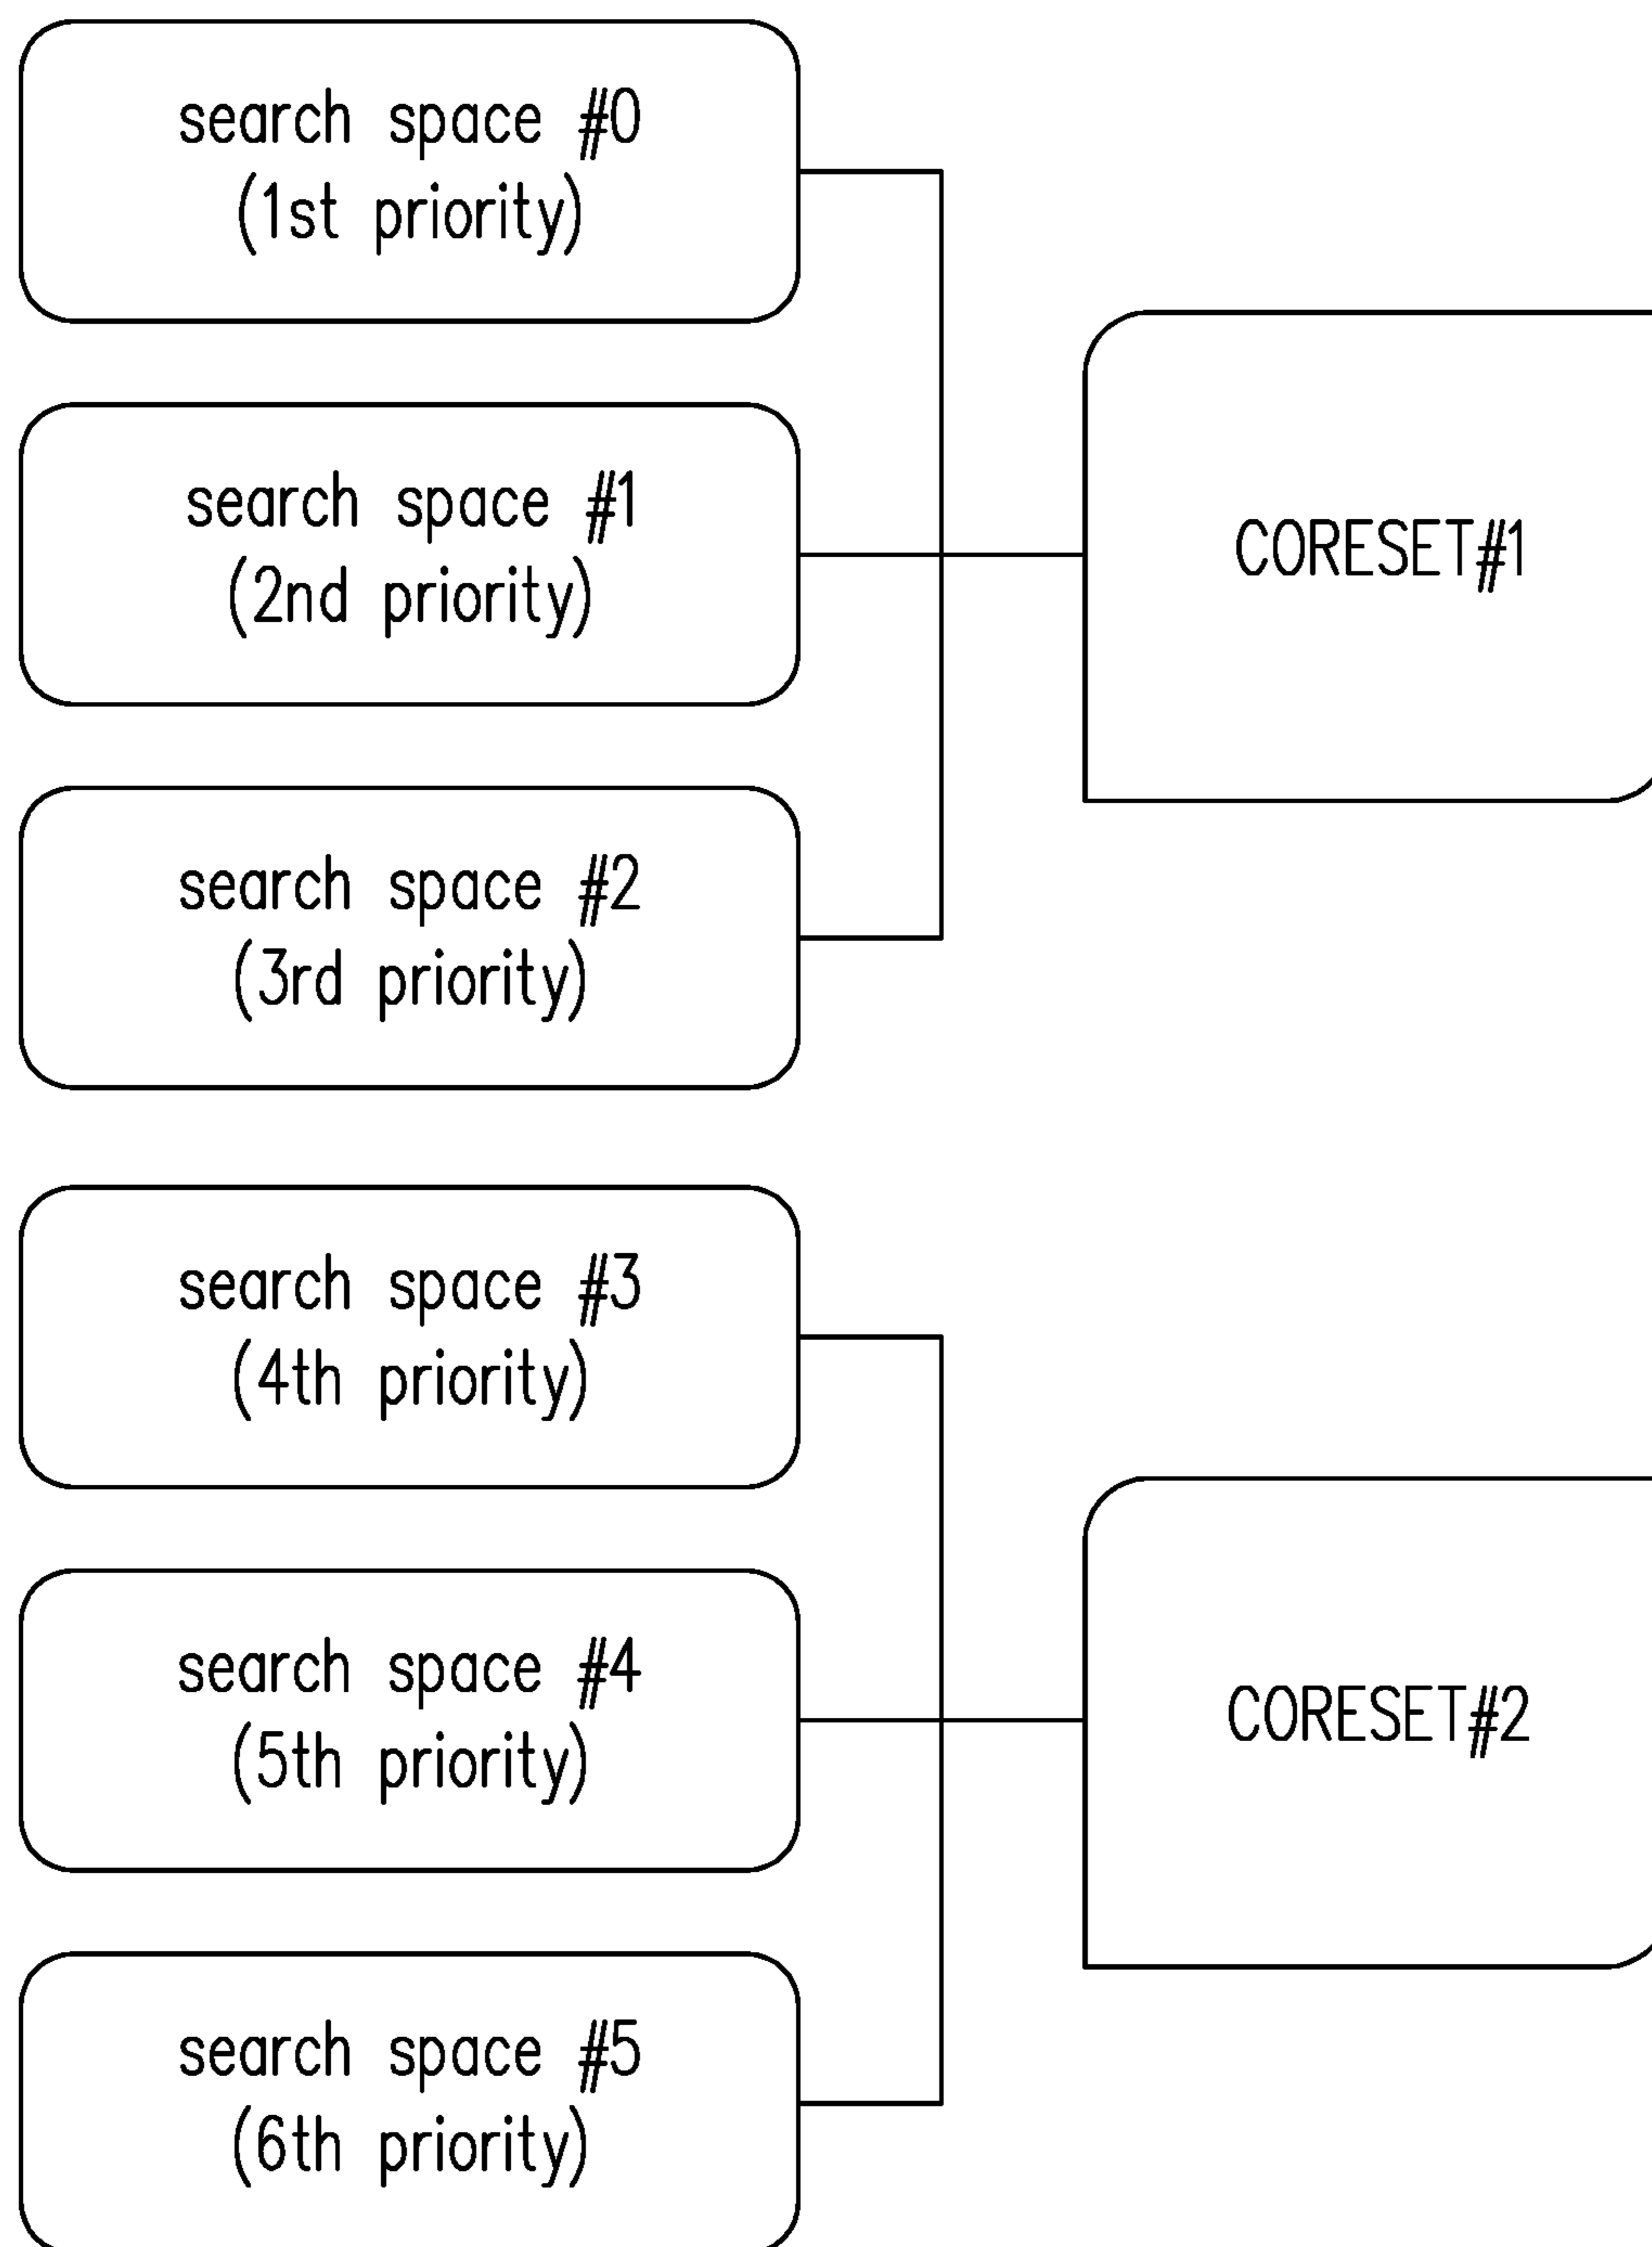 search space #0
(1st priority)
search space #1
(2nd priority)
search space #2
(3rd priority)
CORESET#1
search space #3
(4th priority)
search space #4
(5th priority)
search space #5
(6th priority)
CORESET#2